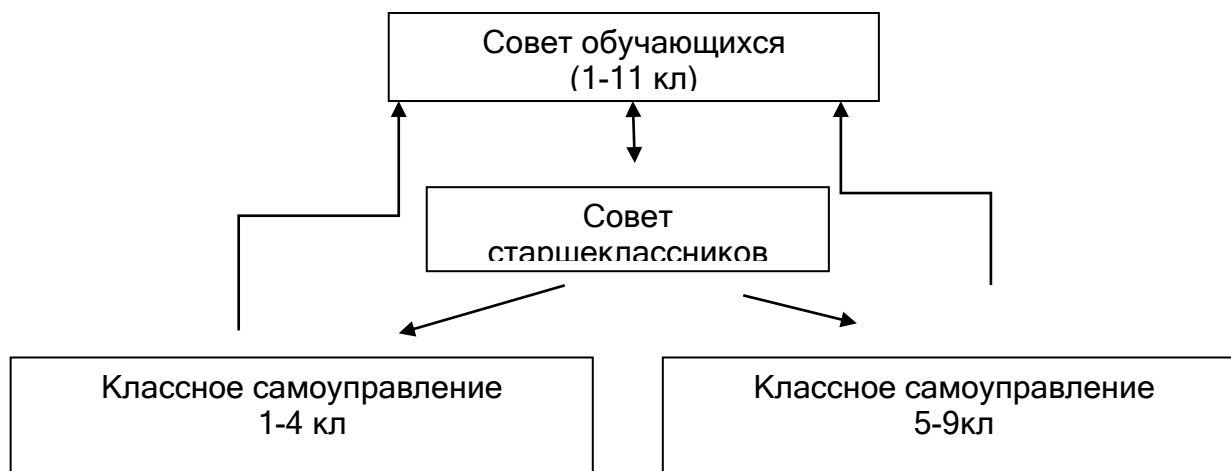 Совет обучающихся
(1-11 кл)
Совет
старшеклассников
Классное самоуправление
1-4 кл
Классное самоуправление
5-9кл